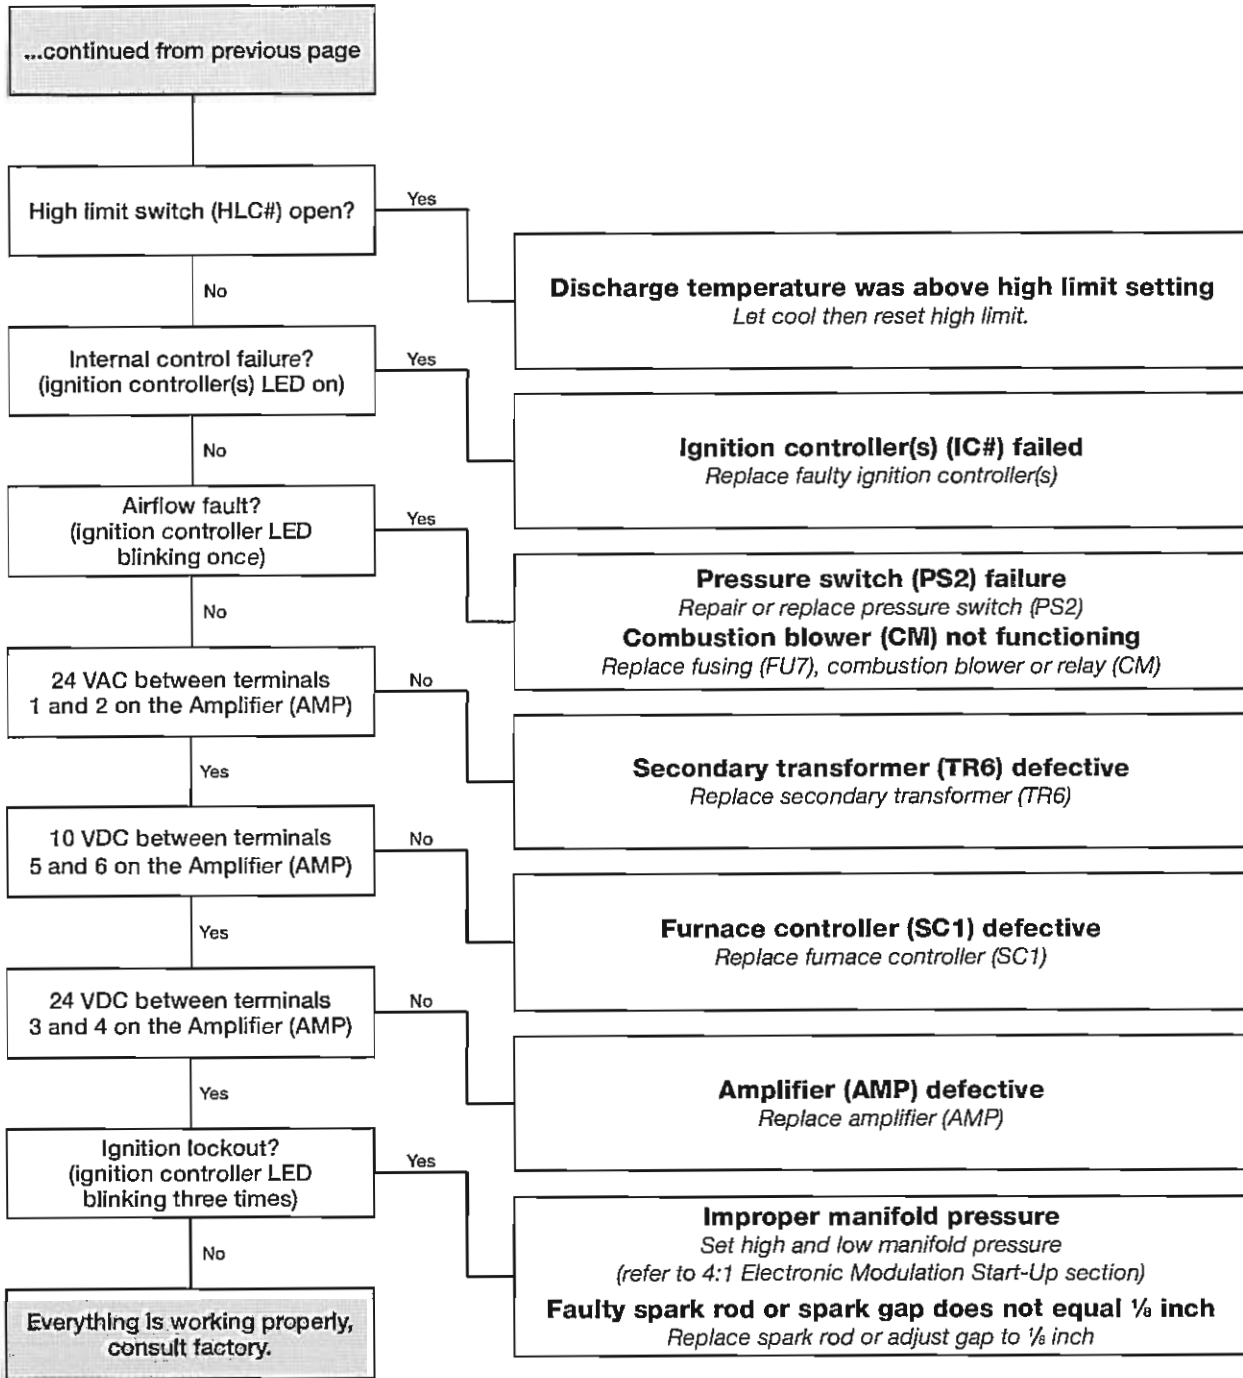 ...continued from previous page
High limit switch (HLC#) open?
Yes
Discharge temperature was above high limit setting
Let cool then reset high limit.
No
Internal control failure?
(ignition controller(s) LED on)
Yes
Ignition controller(s) (IC#) failed
Replace faulty ignition controller(s)
No
Airflow fault?
(ignition controller LED
blinking once)
Yes
Pressure switch (PS2) failure
Repair or replace pressure switch (PS2)
Combustion blower (CM) not functioning
Replace fusing (FU7), combustion blower or relay (CM)
No
24 VAC between terminals
1 and 2 on the Amplifier (AMP)
No
Secondary transformer (TR6) defective
Replace secondary transformer (TR6)
Yes
10 VDC between terminals
5 and 6 on the Amplifier (AMP)
No
Furnace controller (SC1) defective
Replace furnace controller (SC1)
Yes
24 VDC between terminals
3 and 4 on the Amplifier (AMP)
No
Amplifier (AMP) defective
Replace amplifier (AMP)
Yes
Ignition lockout?
(ignition controller LED
blinking three times)
Yes
Improper manifold pressure
Set high and low manifold pressure
(refer to 4:1 Electronic Modulation Start-Up section)
Faulty spark rod or spark gap does not equal ⅛ inch
Replace spark rod or adjust gap to ⅛ inch
No
Everything is working properly,
consult factory.